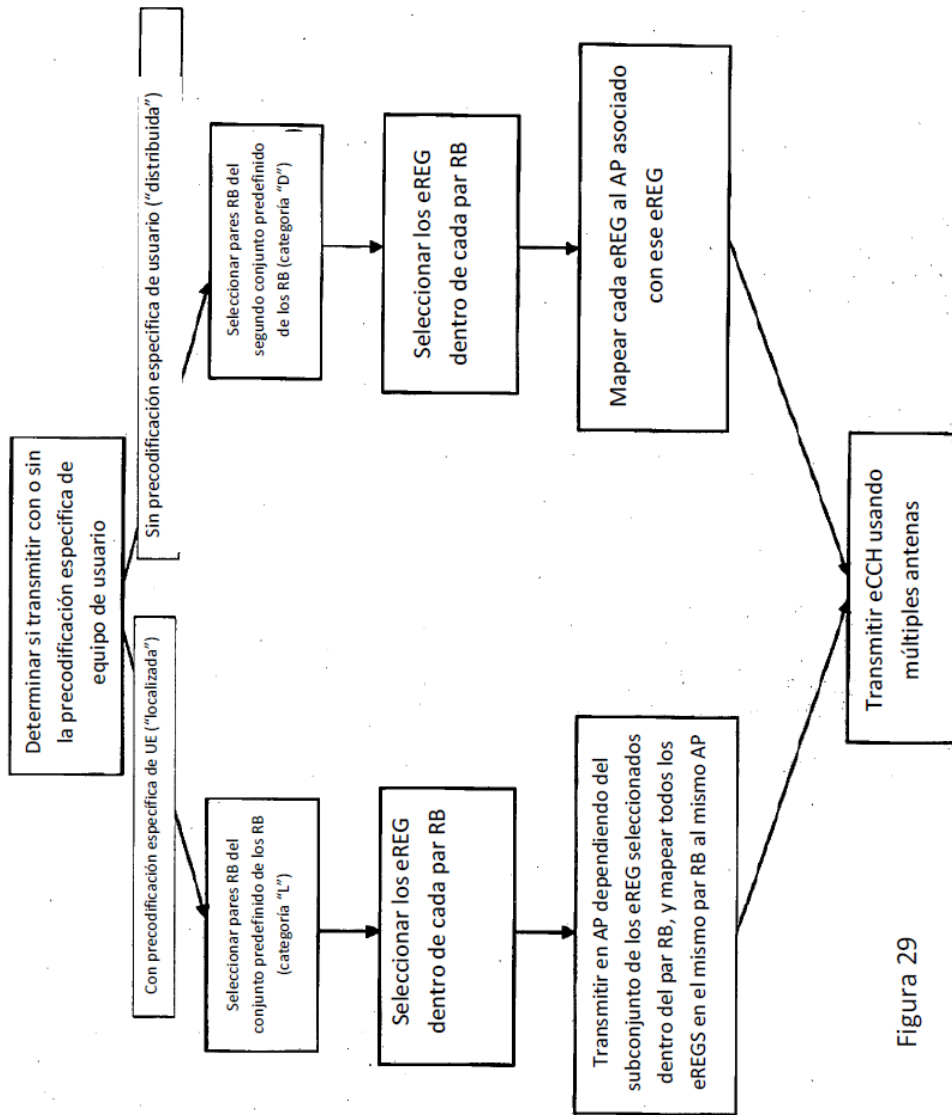 Determinar si transmitir con o sin
la precodificación específica de
equipo de usuario
Con precodificación específica de UE ("localizada")
Seleccionar pares RB del
conjunto predefinido de los RB
(categoría "L")
Seleccionar los eREG
dentro de cada par RB
Transmitir en AP dependiendo del
subconjunto de los eREG seleccionados
dentro del par RB, y mapear todos los
eREGS en el mismo par RB al mismo AP
Sin precodificación específica de usuario ("distribuida")
Seleccionar pares RB del
segundo conjunto predefinido
de los RB (categoría "D")
Seleccionar los eREG
dentro de cada par RB
Mapear cada eREG al AP asociado
con ese eREG
Transmitir eCCH usando
múltiples antenas
Figura 29